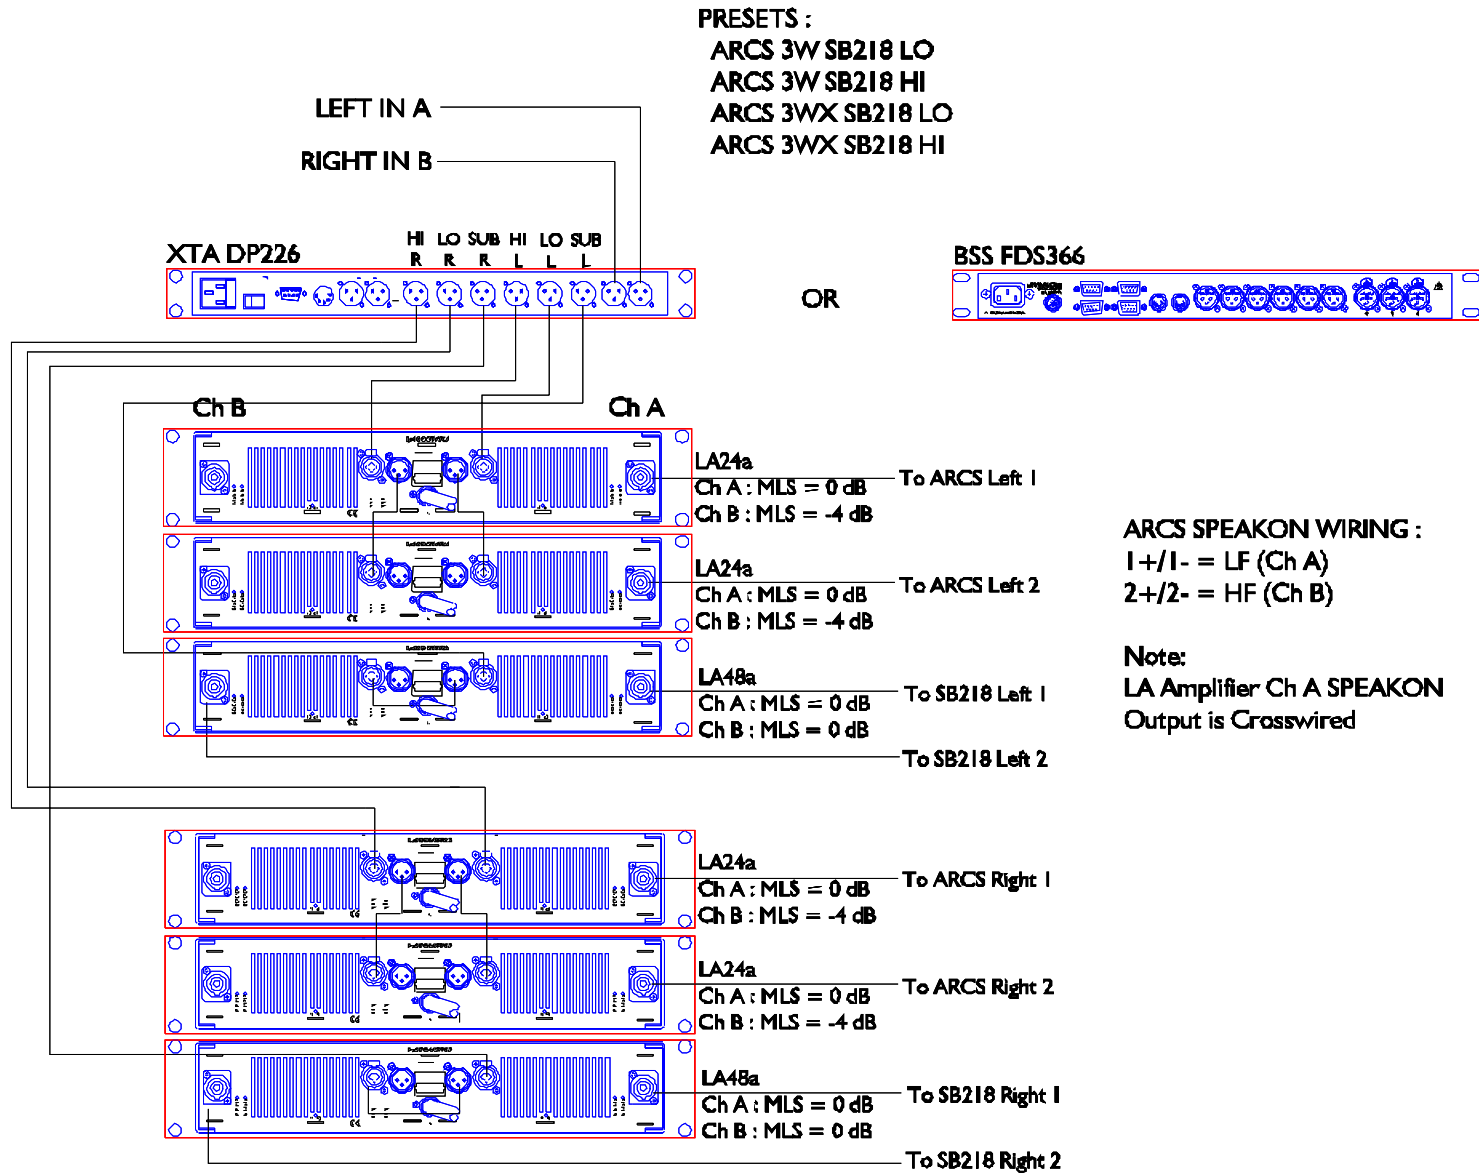 PRESETS :
ARCS 3W SB218 LO
ARCS 3W SB218 HI
ARCS 3WX SB218 LO
ARCS 3WX SB218 HI
LEFT IN A
RIGHT IN B
HI LO SUB HI LO SUB
R R R L L L
XTA DP226
OR
BSS FDS366
Ch B
Ch A
LA24a
Ch A : MLS = 0 dB
Ch B : MLS = -4 dB
To ARCS Left 1
LA24a
Ch A : MLS = 0 dB
Ch B : MLS = -4 dB
To ARCS Left 2
LA48a
Ch A : MLS = 0 dB
Ch B : MLS = 0 dB
To SB218 Left 1
To SB218 Left 2
ARCS SPEAKON WIRING :
1+/1- = LF (Ch A)
2+/2- = HF (Ch B)
Note:
LA Amplifier Ch A SPEAKON
Output is Crosswired
LA24a
Ch A : MLS = 0 dB
Ch B : MLS = -4 dB
To ARCS Right 1
LA24a
Ch A : MLS = 0 dB
Ch B : MLS = -4 dB
To ARCS Right 2
LA48a
Ch A : MLS = 0 dB
Ch B : MLS = 0 dB
To SB218 Right 1
To SB218 Right 2